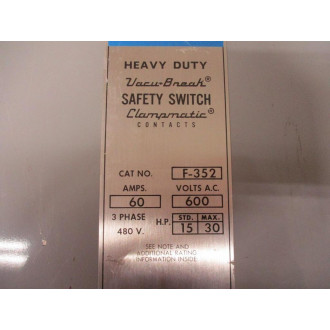 HEAVY DUTY
Vacu-Break®
SAFETY SWITCH
Clampmatic®
CONTACTS
CAT NO. F-352
AMPS. VOLTS A.C.
60 600
3 PHASE H.P. STD. MAX.
480 V. 15 30
SEE NOTE AND
ADDITIONAL RATING
INFORMATION INSIDE